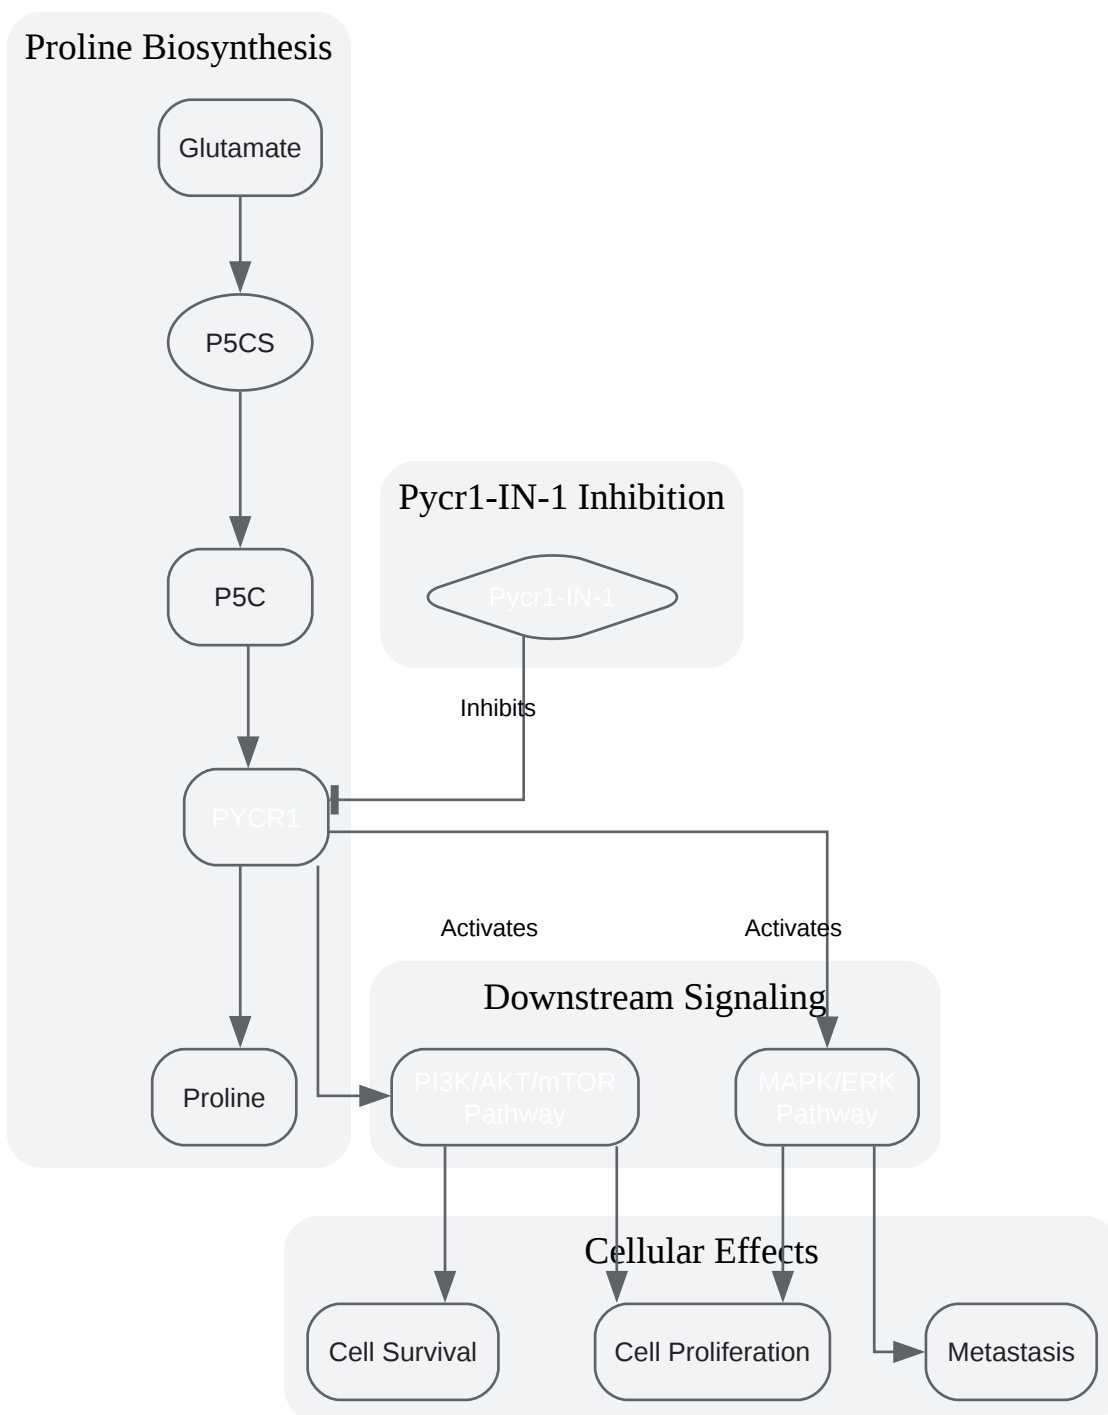 Proline Biosynthesis
Glutamate
P5CS
Pycr1-IN-1 Inhibition
P5C
Pycr1-IN-1
Inhibits
PYCR1
Activates
Activates
Downstream Signaling
Proline
PI3K/AKT/mTOR
Pathway
MAPK/ERK
Pathway
Cellular Effects
Cell Survival
Cell Proliferation
Metastasis